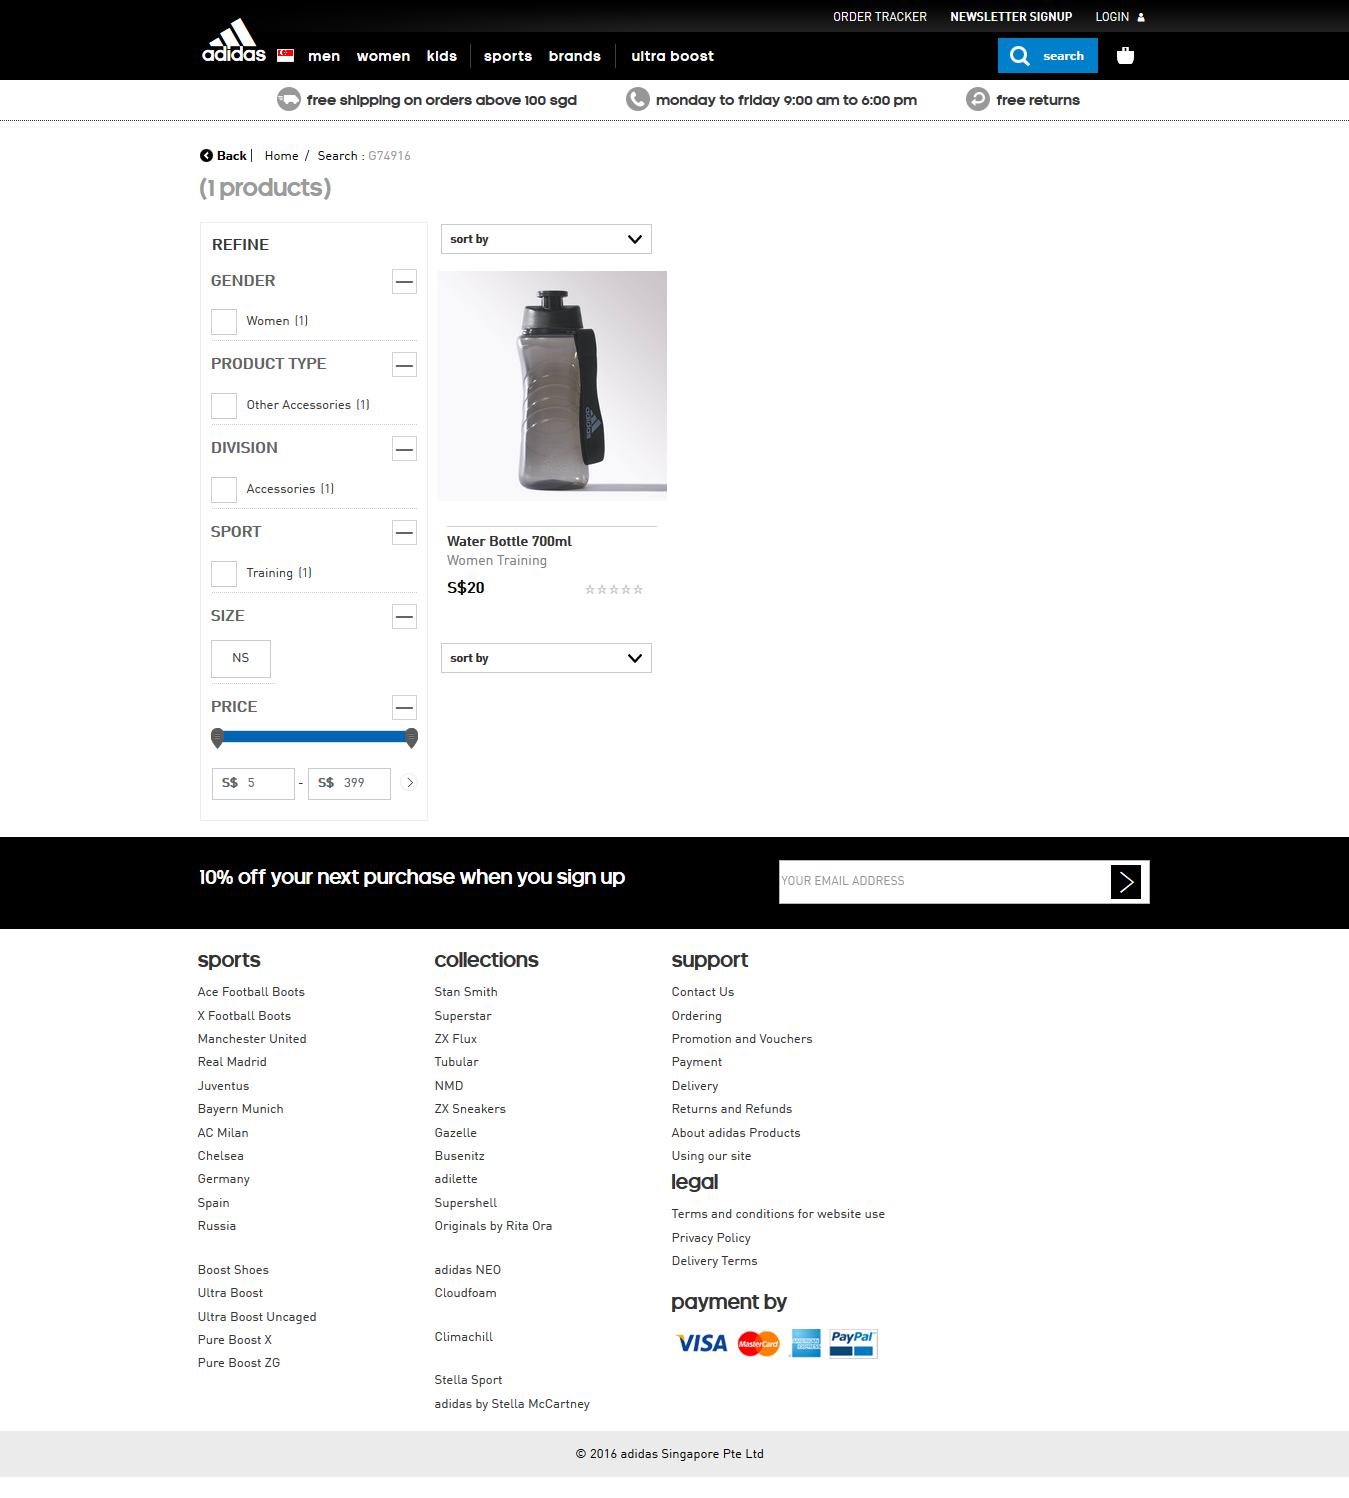 ORDER TRACKER NEWSLETTER SIGNUP LOGIN
adidas men women kids sports brands ultra boost search
free shipping on orders above 100 sgd monday to friday 9:00 am to 6:00 pm free returns
Back | Home / Search : G74916
(1 products)
REFINE
GENDER
Women (1)
PRODUCT TYPE
Other Accessories (1)
DIVISION
Accessories (1)
SPORT
Training (1)
SIZE
NS
PRICE
S$ 5 - S$ 399
sort by
adidas
Water Bottle 700ml
Women Training
S$20
sort by
10% off your next purchase when you sign up
YOUR EMAIL ADDRESS
sports
Ace Football Boots
X Football Boots
Manchester United
Real Madrid
Juventus
Bayern Munich
AC Milan
Chelsea
Germany
Spain
Russia
Boost Shoes
Ultra Boost
Ultra Boost Uncaged
Pure Boost X
Pure Boost ZG
collections
Stan Smith
Superstar
ZX Flux
Tubular
NMD
ZX Sneakers
Gazelle
Busenitz
adilette
Supershell
Originals by Rita Ora
adidas NEO
Cloudfoam
Climachill
Stella Sport
adidas by Stella McCartney
support
Contact Us
Ordering
Promotion and Vouchers
Payment
Delivery
Returns and Refunds
About adidas Products
Using our site
legal
Terms and conditions for website use
Privacy Policy
Delivery Terms
payment by
VISA MasterCard AMERICAN EXPRESS PayPal
© 2016 adidas Singapore Pte Ltd